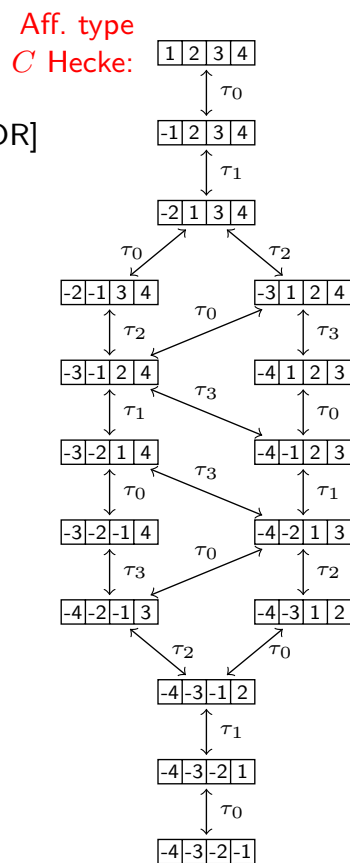 Aff. type
C Hecke:
1 2 3 4
τ0
OR]
-1 2 3 4
τ1
-2 1 3 4
τ0 τ2
-2 -1 3 4 -3 1 2 4
τ2 τ0 τ3
-3 -1 2 4 -4 1 2 3
τ1 τ3 τ0
-3 -2 1 4 -4 -1 2 3
τ0 τ3 τ1
-3 -2 -1 4 -4 -2 1 3
τ3 τ0 τ2
-4 -2 -1 3 -4 -3 1 2
τ2 τ0
-4 -3 -1 2
τ1
-4 -3 -2 1
τ0
-4 -3 -2 -1